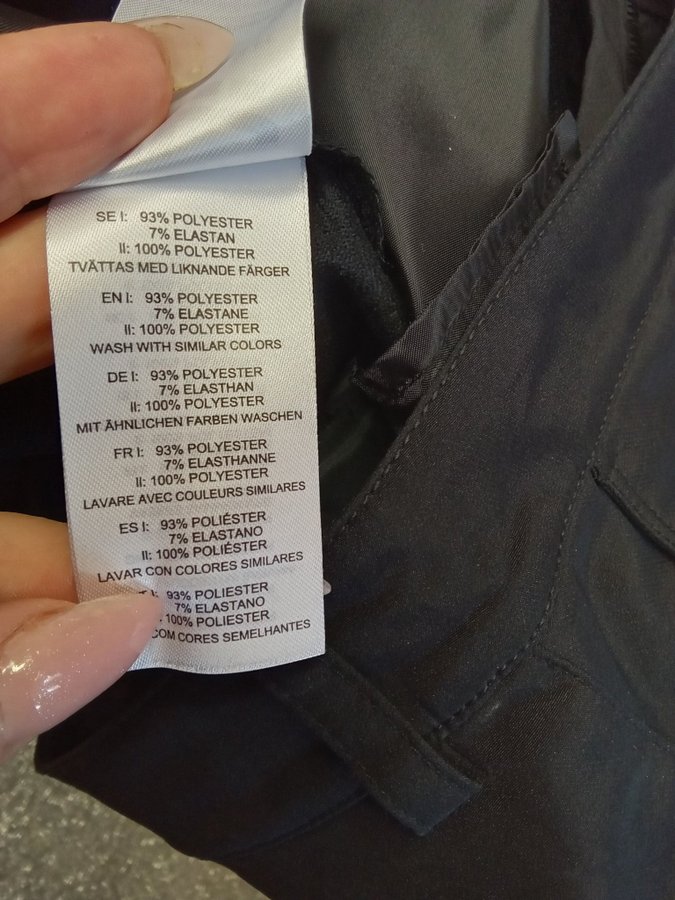 SE I: 93% POLYESTER
7% ELASTAN
II: 100% POLYESTER
TVÄTTAS MED LIKNANDE FÄRGER
EN I: 93% POLYESTER
7% ELASTANE
II: 100% POLYESTER
WASH WITH SIMILAR COLORS
DE I: 93% POLYESTER
7% ELASTHAN
II: 100% POLYESTER
MIT ÄHNLICHEN FARBEN WASCHEN
FR I: 93% POLYESTER
7% ELASTHANNE
II: 100% POLYESTER
LAVARE AVEC COULEURS SIMILARES
ES I: 93% POLIÉSTER
7% ELASTANO
II: 100% POLIÉSTER
LAVAR CON COLORES SIMILARES
I: 93% POLIESTER
7% ELASTANO
100% POLIESTER
COM CORES SEMELHANTES